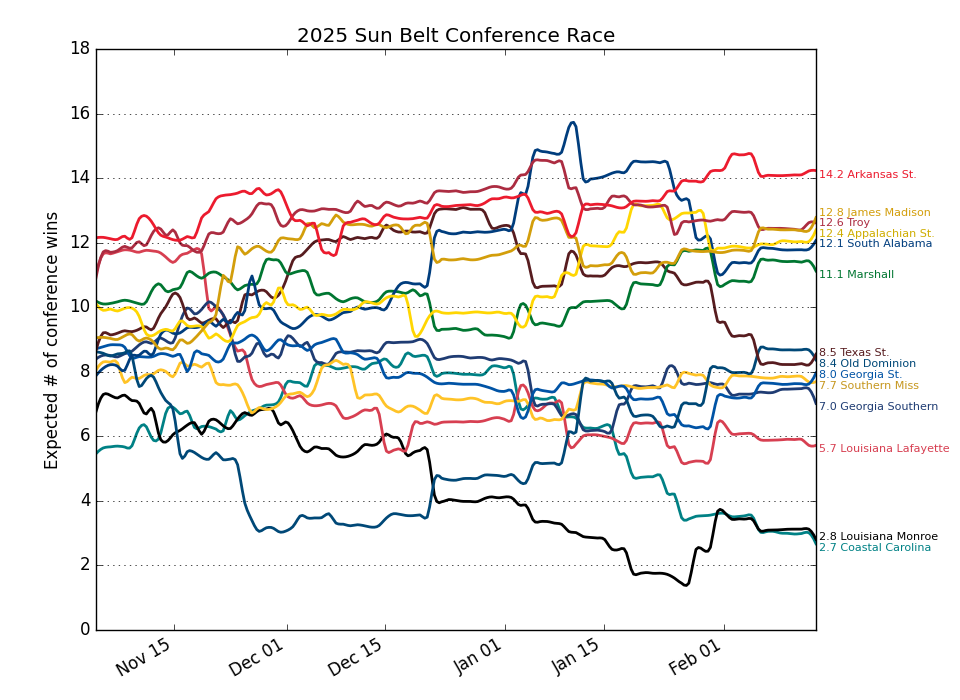 2025 Sun Belt Conference Race
Expected # of conference wins
18
16
14
12
10
8
6
4
2
0
Nov 15
Dec 01
Dec 15
Jan 01
Jan 15
Feb 01
14.2 Arkansas St.
12.8 James Madison
12.6 Troy
12.4 Appalachian St.
12.1 South Alabama
11.1 Marshall
8.5 Texas St.
8.4 Old Dominion
8.0 Georgia St.
7.7 Southern Miss
7.0 Georgia Southern
5.7 Louisiana Lafayette
2.8 Louisiana Monroe
2.7 Coastal Carolina